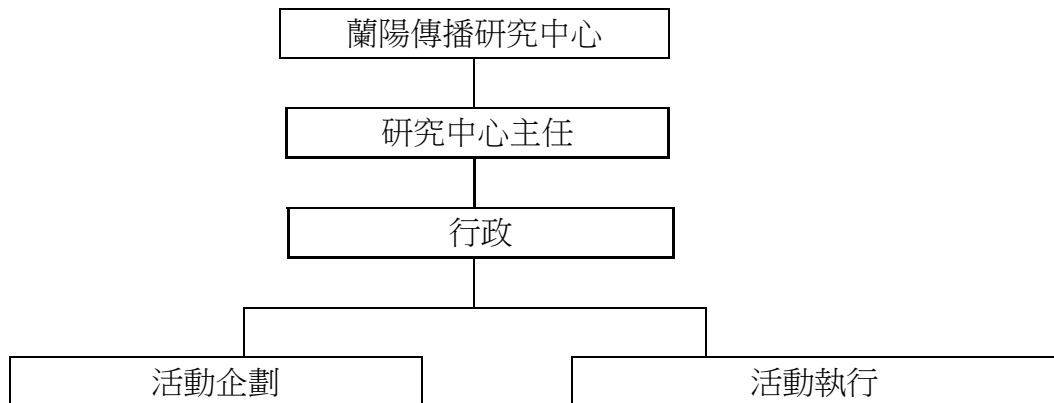 蘭陽傳播研究中心
研究中心主任
行政
活動企劃
活動執行